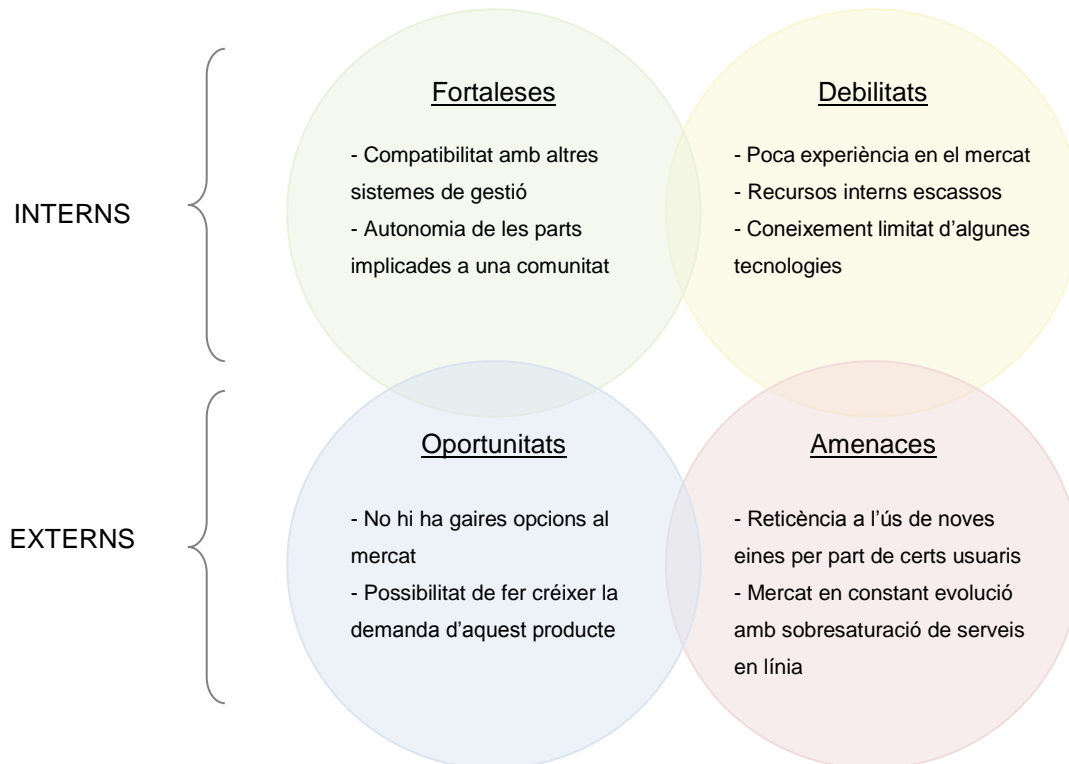 INTERNS
Fortaleses
- Compatibilitat amb altres
sistemes de gestió
- Autonomia de les parts
implicades a una comunitat
Debilitats
- Poca experiència en el mercat
- Recursos interns escassos
- Coneixement limitat d’algunes
tecnologies
EXTERNS
Oportunitats
- No hi ha gaires opcions al
mercat
- Possibilitat de fer créixer la
demanda d’aquest producte
Amenaces
- Reticència a l’ús de noves
eines per part de certs usuaris
- Mercat en constant evolució
amb sobresaturació de serveis
en línia